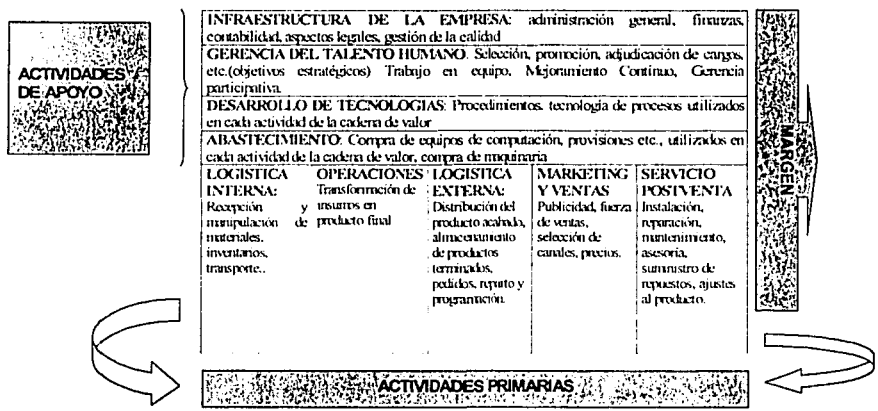 INFRAESTRUCTURA DE LA EMPRESA: administración general, finanzas,
contabilidad, aspectos legales, gestión de la calidad
GERENCIA DEL TALENTO HUMANO. Selección, promoción, adjudicación de cargos,
etc.(objetivos estratégicos) Trabajo en equipo. Mejoramiento Continuo, Gerencia
participativa.
DESARROLLO DE TECNOLOGIAS: Procedimientos. tecnología de procesos utilizados
en cada actividad de la cadena de valor
ABASTECIMIENTO: Compra de equipos de computación, provisiones etc., utilizados en
cada actividad de la cadena de valor, compra de maquinaria
ACTIVIDADES
DE APOYO
LOGISTICA
INTERNA:
Recepción y
manipulación de
materiales.
inventarios,
transporte..
OPERACIONES
Transformación de
insumos en
producto final
LOGISTICA
EXTERNA:
Distribución del
producto acabado,
almacenamiento
de productos
terminados,
pedidos, reparto y
programación.
MARKETING
Y VENTAS
Publicidad, fuerza
de ventas,
selección de
canales, precios.
SERVICIO
POSTVENTA
Instalación,
reparación,
mantenimiento,
asesoría,
suministro de
repuestos, ajustes
al producto.
MARGEN
ACTIVIDADES PRIMARIAS